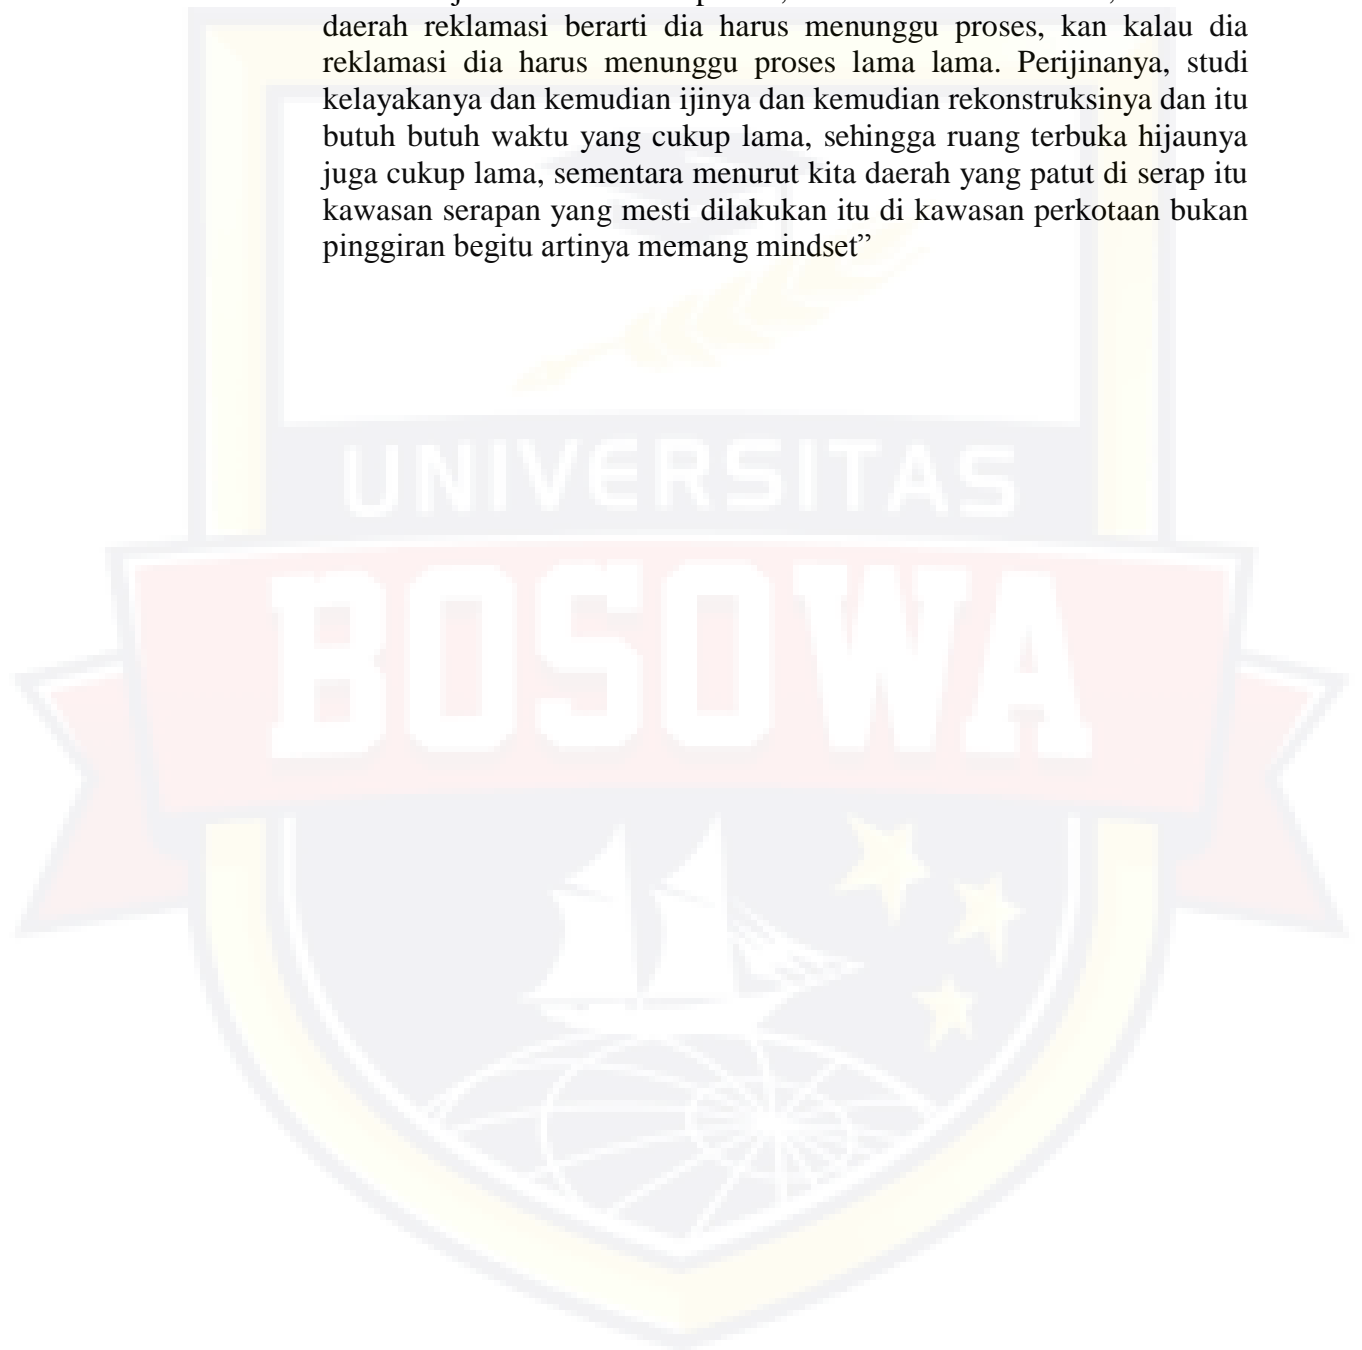 daerah reklamasi berarti dia harus menunggu proses, kan kalau dia
reklamasi dia harus menunggu proses lama lama. Perijinanya, studi
kelayakanya dan kemudian ijinya dan kemudian rekonstruksinya dan itu
butuh butuh waktu yang cukup lama, sehingga ruang terbuka hijaunya
juga cukup lama, sementara menurut kita daerah yang patut di serap itu
kawasan serapan yang mesti dilakukan itu di kawasan perkotaan bukan
pinggiran begitu artinya memang mindset”
UNIVERSITAS
BOSOWA